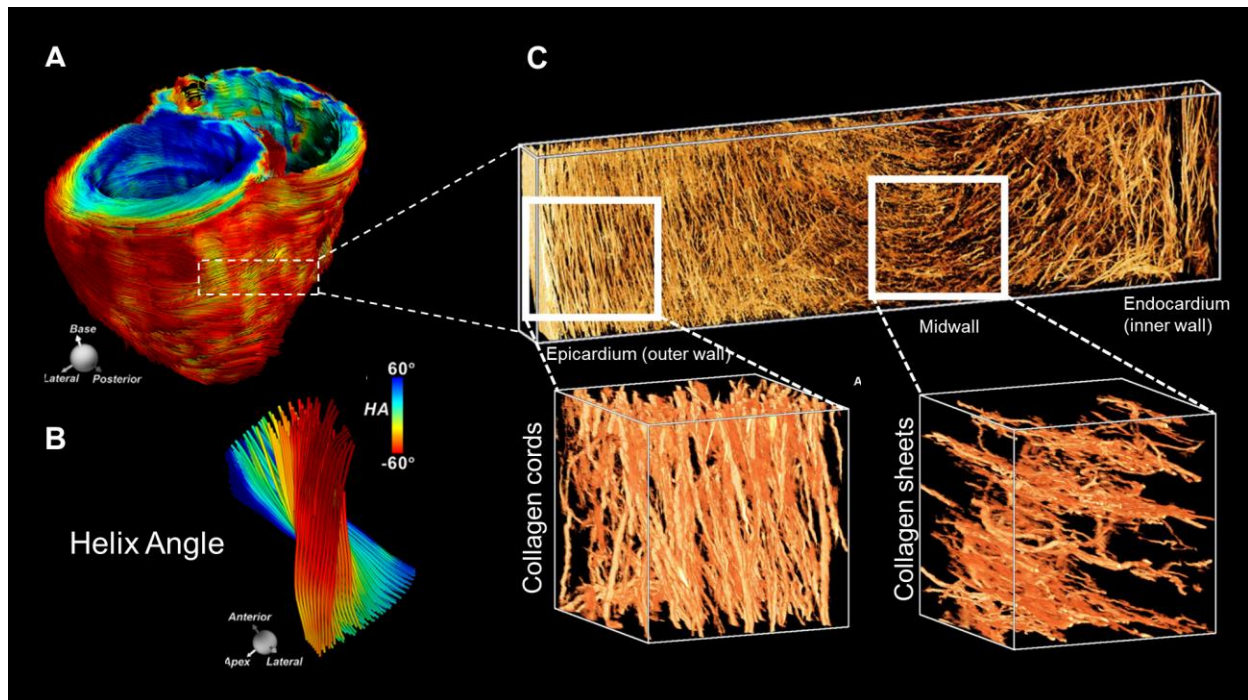 A
C
Base
Lateral
Posterior
60°
HA
-60°
B
Helix Angle
Anterior
Apex
Lateral
Epicardium (outer wall)
Midwall
Endocardium
(inner wall)
A
Collagen cords
Collagen sheets